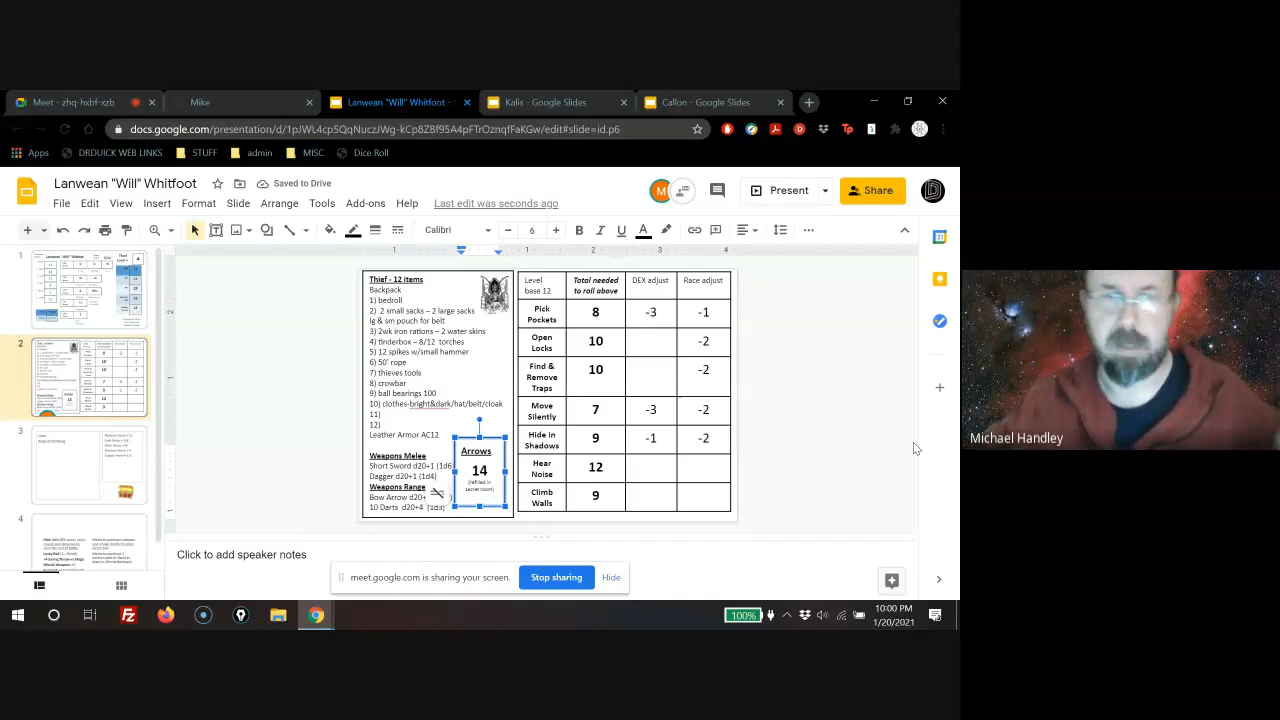 Meet - zhq-hxbf-xzb
Mike
Lanwean "Will" Whitfoot -
Kalis - Google Slides
Callon - Google Slides
docs.google.com/presentation/d/1pJWL4cp5QqNuczJWg-kCp8ZBf95A4pFTrOznqfFaKGw/edit#slide=id.p6
Apps
DRDUICK WEB LINKS
STUFF
admin
MISC
Dice Roll
Lanwean "Will" Whitfoot
Saved to Drive
File Edit View Insert Format Slide Arrange Tools Add-ons Help
Last edit was seconds ago
M
Present
Share
Calibri
6
1
2
3
4
Thief - 12 items
Backpack
1) bedroll
2) 2 small sacks – 2 large sacks
lg & sm pouch for belt
3) 2wk iron rations – 2 water skins
4) tinderbox – 8/12 torches
5) 12 spikes w/small hammer
6) 50' rope
7) thieves tools
8) crowbar
9) ball bearings 100
10) clothes-bright&dark/hat/belt/cloak
11)
12)
Leather Armor AC12
Weapons Melee
Short Sword d20+1 (1d6
Dagger d20+1 (1d4)
Weapons Range
Bow Arrow d20+
10 Darts d20+4 (1d3)
Arrows
14
(refilled in
secret room)
Level base 12 Total needed to roll above DEX adjust Race adjust
Pick Pockets 8 -3 -1
Open Locks 10 -2
Find & Remove Traps 10 -2
Move Silently 7 -3 -2
Hide in Shadows 9 -1 -2
Hear Noise 12
Climb Walls 9
Click to add speaker notes
meet.google.com is sharing your screen.
Stop sharing
Hide
Michael Handley
100%
10:00 PM
1/20/2021